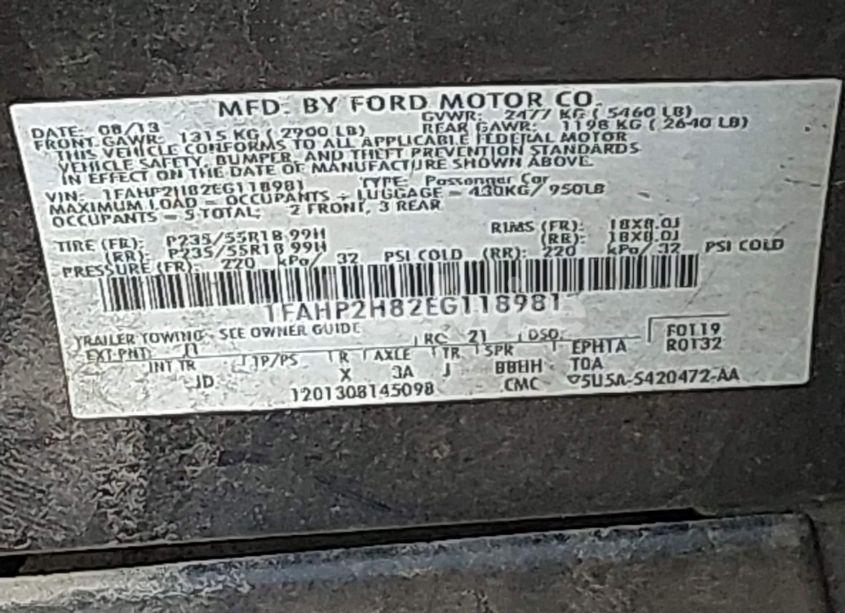 MFD. BY FORD MOTOR CO.
DATE: 08/13 GVWR: 2477 KG ( 5460 LB)
FRONT GAWR: 1315 KG ( 2900 LB) REAR GAWR: 1198 KG ( 2640 LB)
THIS VEHICLE CONFORMS TO ALL APPLICABLE FEDERAL MOTOR
VEHICLE SAFETY, BUMPER, AND THEFT PREVENTION STANDARDS
IN EFFECT ON THE DATE OF MANUFACTURE SHOWN ABOVE.
VIN: 1FAHP2H82EG118981 TYPE: Passenger Car
MAXIMUM LOAD = OCCUPANTS + LUGGAGE = 430KG/ 950LB
OCCUPANTS = 5 TOTAL; 2 FRONT, 3 REAR
TIRE (FR): P235/55R18 99H RIMS (FR): 18X8.0J
(RR): P235/55R18 99H (RR): 18X8.0J
PRESSURE (FR): 220 kPa/ 32 PSI COLD (RR): 220 kPa/ 32 PSI COLD
1FAHP2H82EG118981
TRAILER TOWING- SEE OWNER GUIDE
EXT PNT: J1 RC: 21 DSO: F0119
INT TR TP/PS R AXLE TR SPR EPHTA R0132
JD X 3A J BBHH T0A
1201308145098 CMC 5U5A-5420472-AA